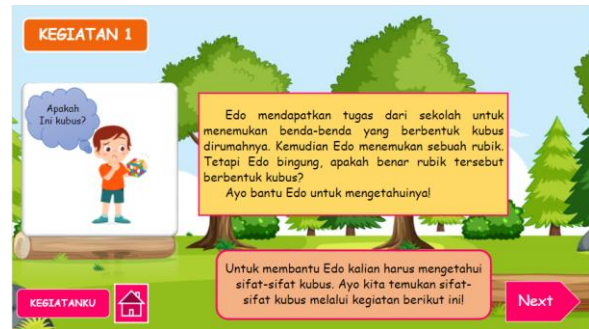 KEGIATAN 1
Apakah
Ini kubus?
Edo mendapatkan tugas dari sekolah untuk
menemukan benda-benda yang berbentuk kubus
dirumahnya. Kemudian Edo menemukan sebuah rubik.
Tetapi Edo bingung, apakah benar rubik tersebut
berbentuk kubus?
Ayo bantu Edo untuk mengetahuinya!
Untuk membantu Edo kalian harus mengetahui
sifat-sifat kubus. Ayo kita temukan sifat-
sifat kubus melalui kegiatan berikut ini!
KEGIATANKU
Next